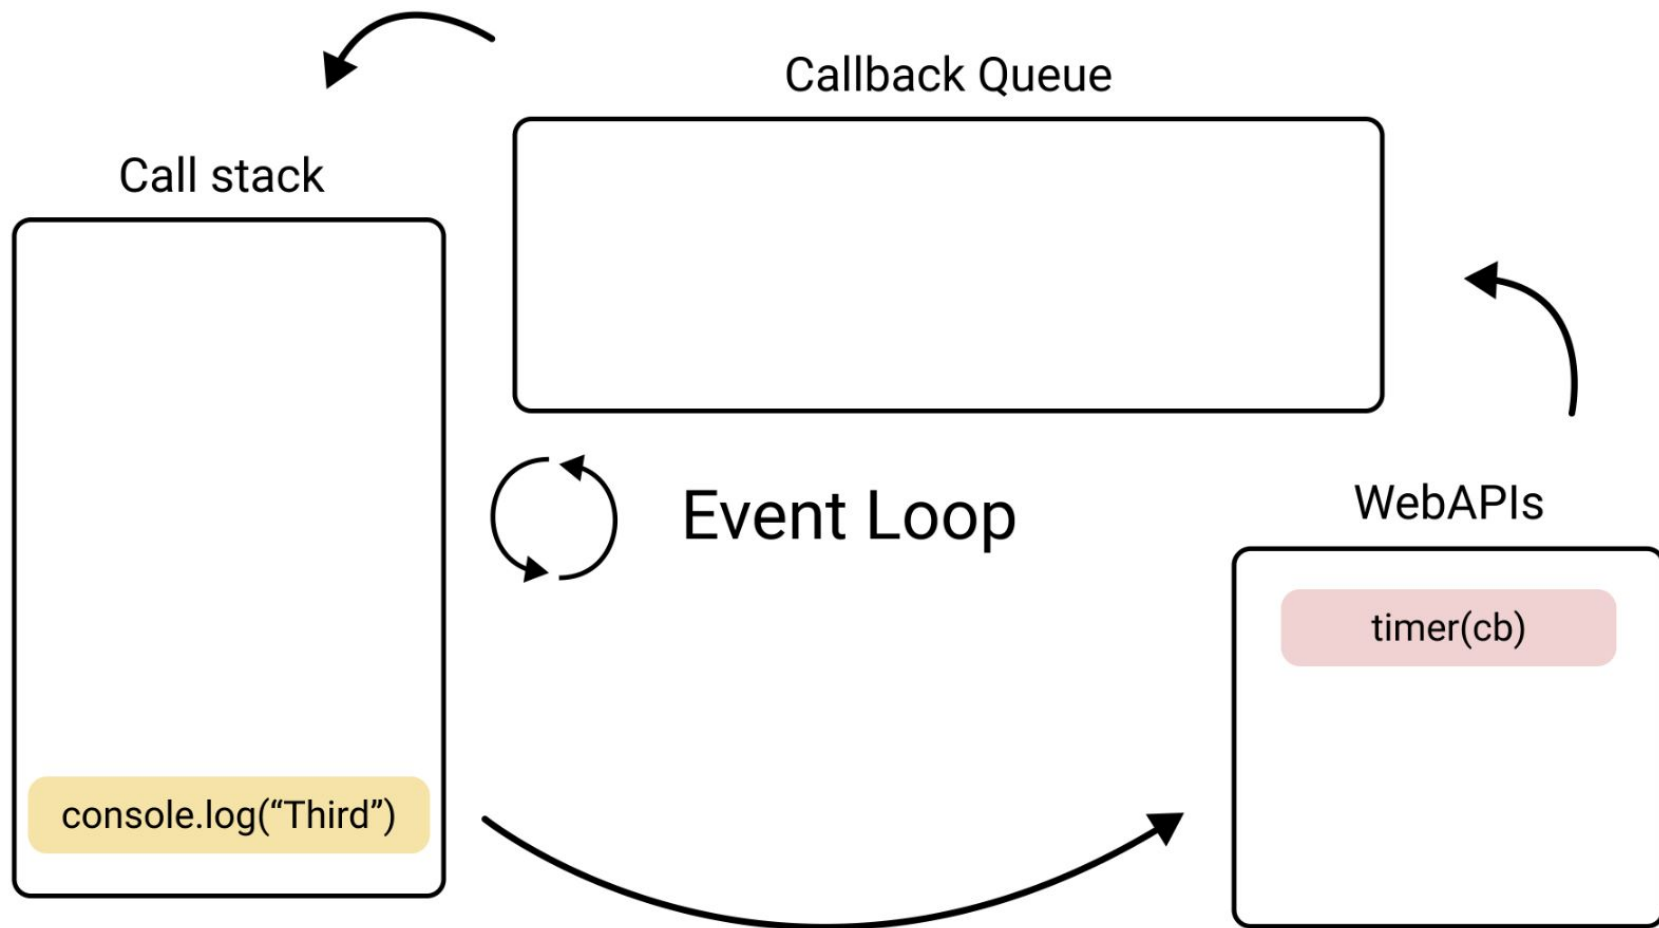 Callback Queue
Call stack
Event Loop
WebAPIs
timer(cb)
console.log(“Third”)